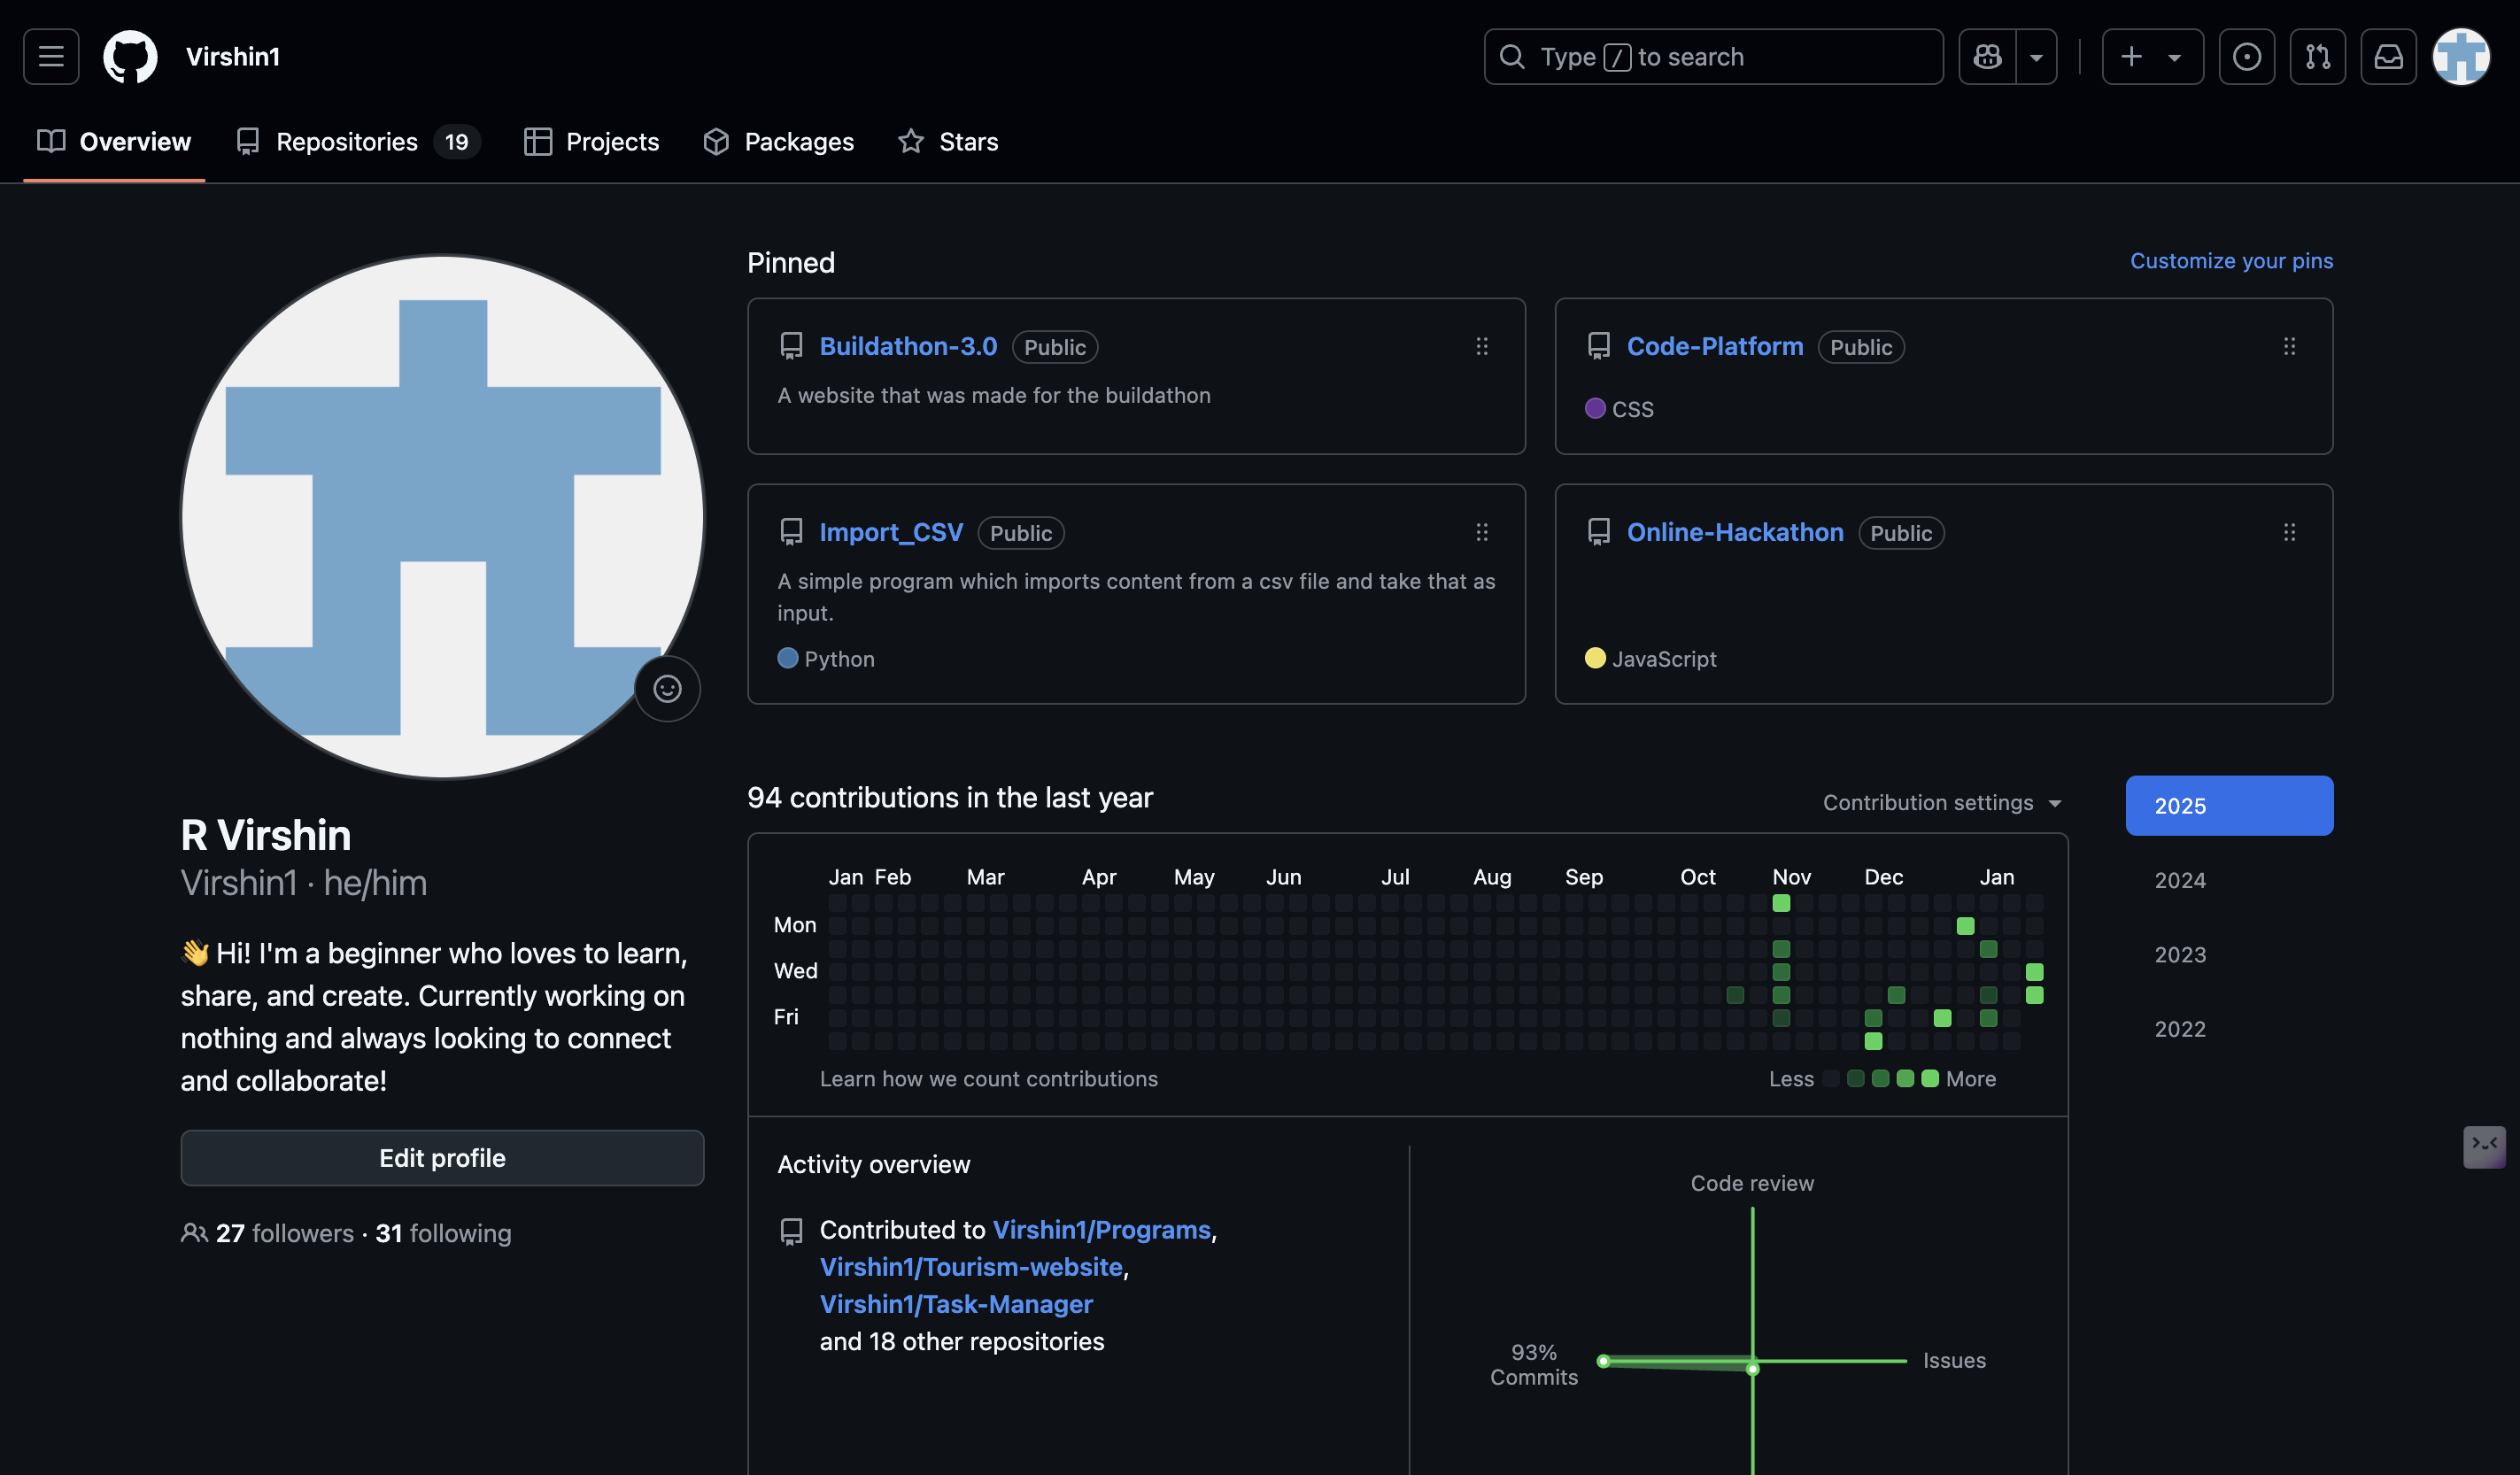 Virshin1
Type / to search
Overview
Repositories 19
Projects
Packages
Stars
R Virshin
Virshin1 · he/him
👋 Hi! I'm a beginner who loves to learn,
share, and create. Currently working on
nothing and always looking to connect
and collaborate!
Edit profile
27 followers · 31 following
Pinned
Customize your pins
Buildathon-3.0 Public
A website that was made for the buildathon
Code-Platform Public
CSS
Import_CSV Public
A simple program which imports content from a csv file and take that as
input.
Python
Online-Hackathon Public
JavaScript
94 contributions in the last year
Contribution settings
2025
2024
2023
2022
Jan Feb Mar Apr May Jun Jul Aug Sep Oct Nov Dec Jan
Mon
Wed
Fri
Learn how we count contributions
Less More
Activity overview
Contributed to Virshin1/Programs,
Virshin1/Tourism-website,
Virshin1/Task-Manager
and 18 other repositories
Code review
93%
Commits
Issues